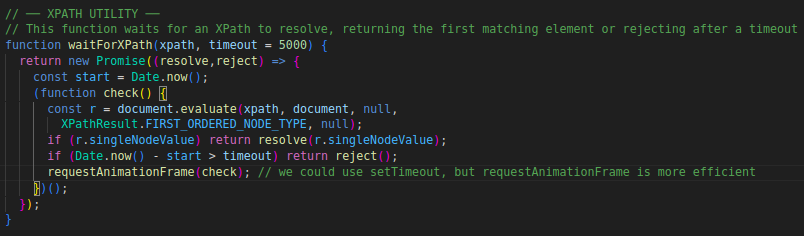 // ── XPATH UTILITY ──
// This function waits for an XPath to resolve, returning the first matching element or rejecting after a timeout
function waitForXPath(xpath, timeout = 5000) {
  return new Promise((resolve,reject) => {
    const start = Date.now();
    (function check() {
      const r = document.evaluate(xpath, document, null,
        XPathResult.FIRST_ORDERED_NODE_TYPE, null);
      if (r.singleNodeValue) return resolve(r.singleNodeValue);
      if (Date.now() - start > timeout) return reject();
      requestAnimationFrame(check); // we could use setTimeout, but requestAnimationFrame is more efficient
    })();
  });
}